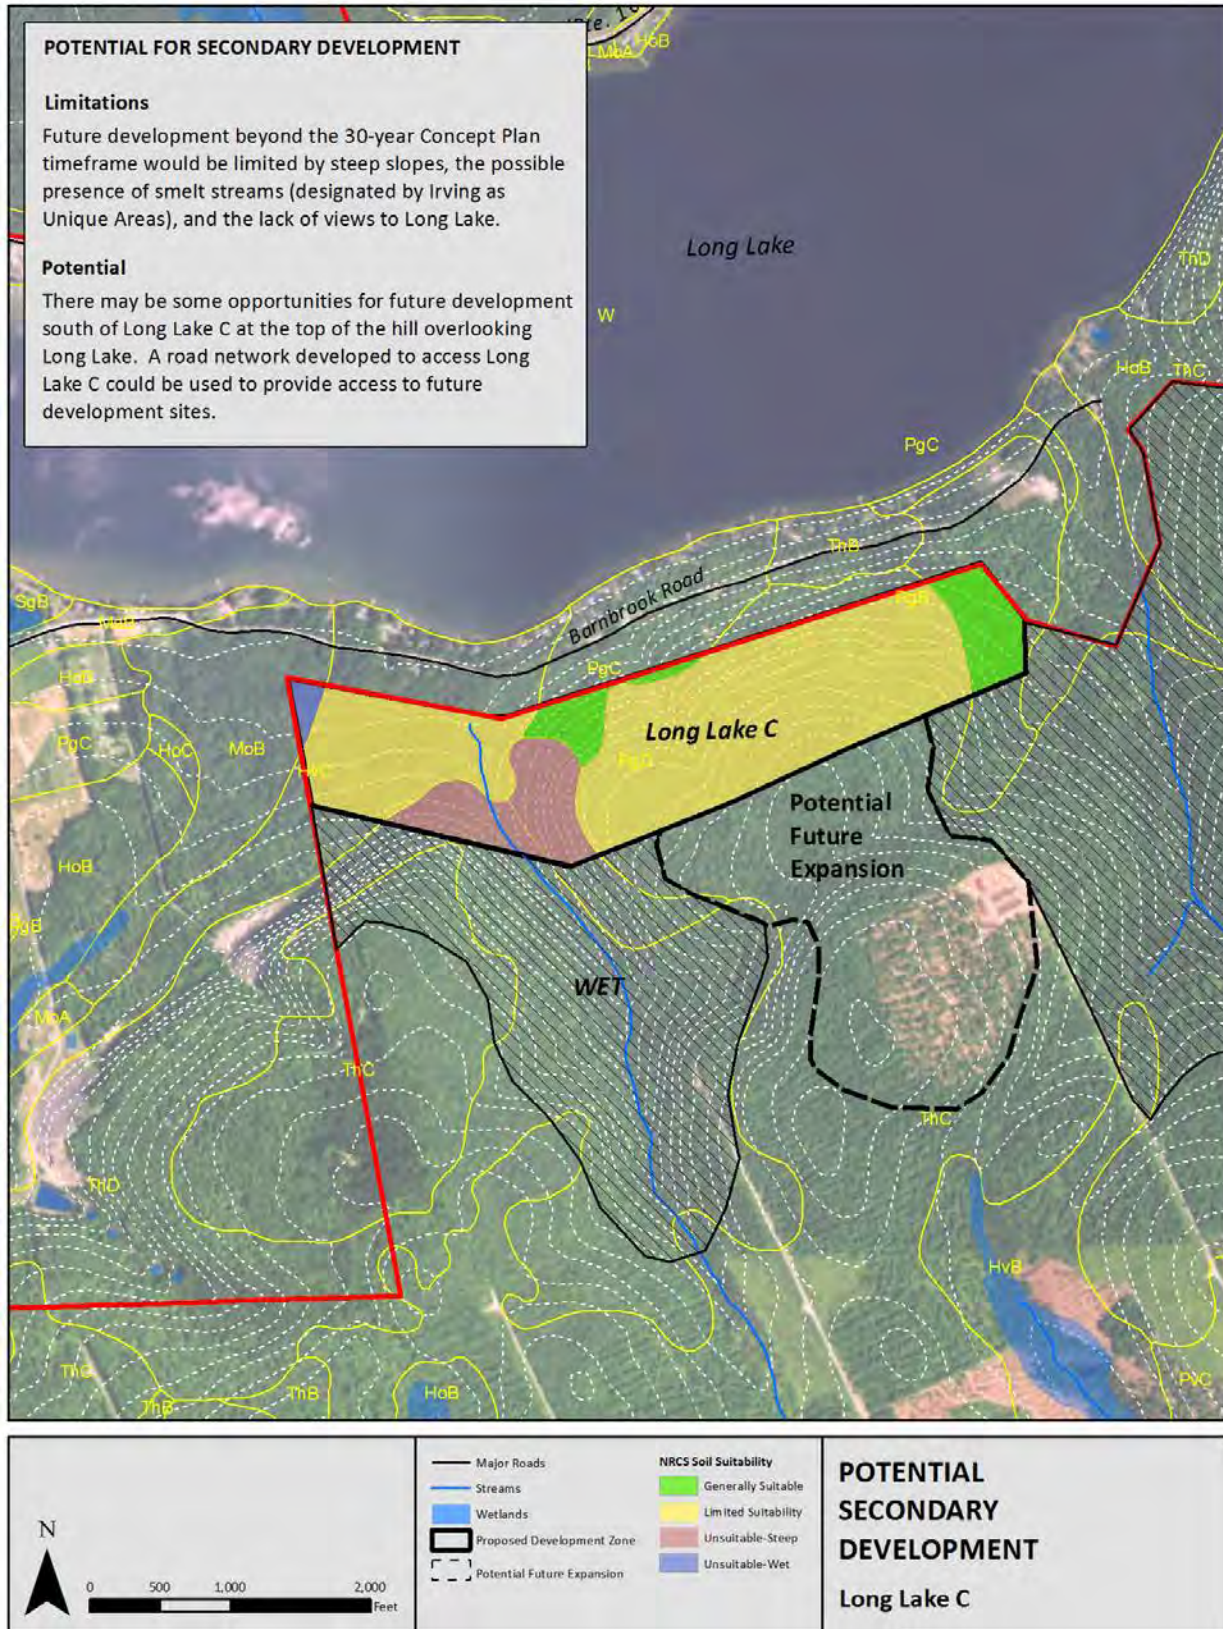 POTENTIAL FOR SECONDARY DEVELOPMENT
Limitations
Future development beyond the 30-year Concept Plan
timeframe would be limited by steep slopes, the possible
presence of smelt streams (designated by Irving as
Unique Areas), and the lack of views to Long Lake.
Potential
There may be some opportunities for future development
south of Long Lake C at the top of the hill overlooking
Long Lake. A road network developed to access Long
Lake C could be used to provide access to future
development sites.
MoA
HoB
Long Lake
W
ThD
HoB
ThC
PgC
ThB
Barnbrook Road
SgB
HoB
PgC
HoC
MoB
PgC
Long Lake C
Potential
Future
Expansion
HoB
WET
MoA
ThC
ThC
ThD
HvB
ThC
ThB
ThB
HoB
PvC
N
0 500 1,000 2,000
Feet
Major Roads
Streams
Wetlands
Proposed Development Zone
Potential Future Expansion
NRCS Soil Suitability
Generally Suitable
Limited Suitability
Unsuitable-Steep
Unsuitable-Wet
POTENTIAL
SECONDARY
DEVELOPMENT
Long Lake C